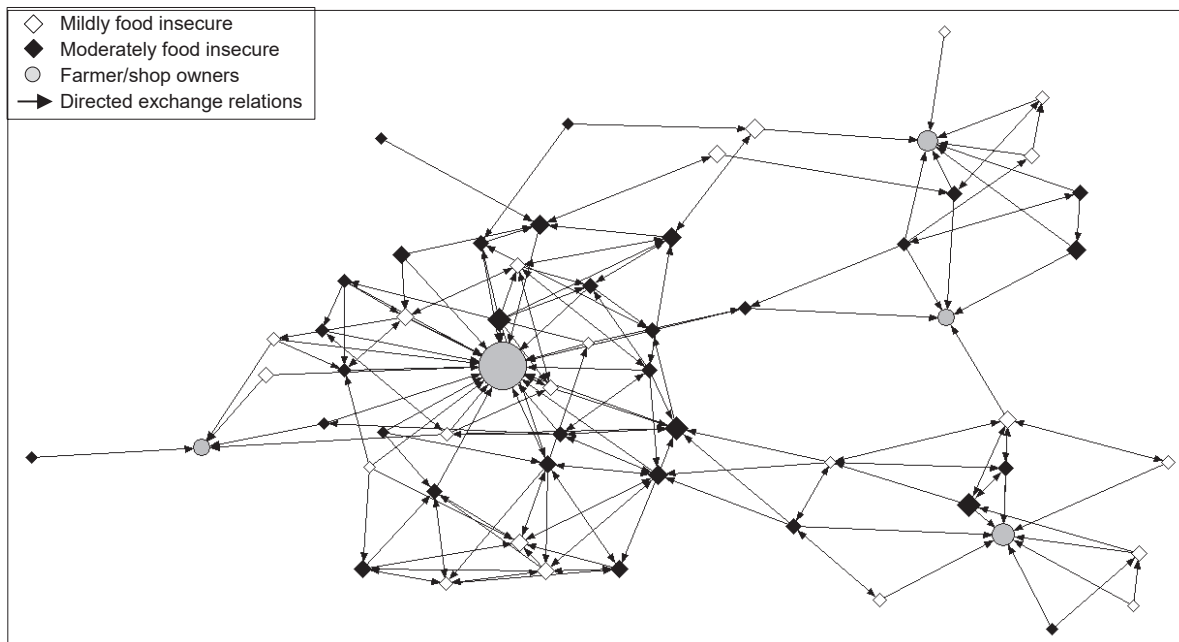 Mildly food insecure
Moderately food insecure
Farmer/shop owners
Directed exchange relations